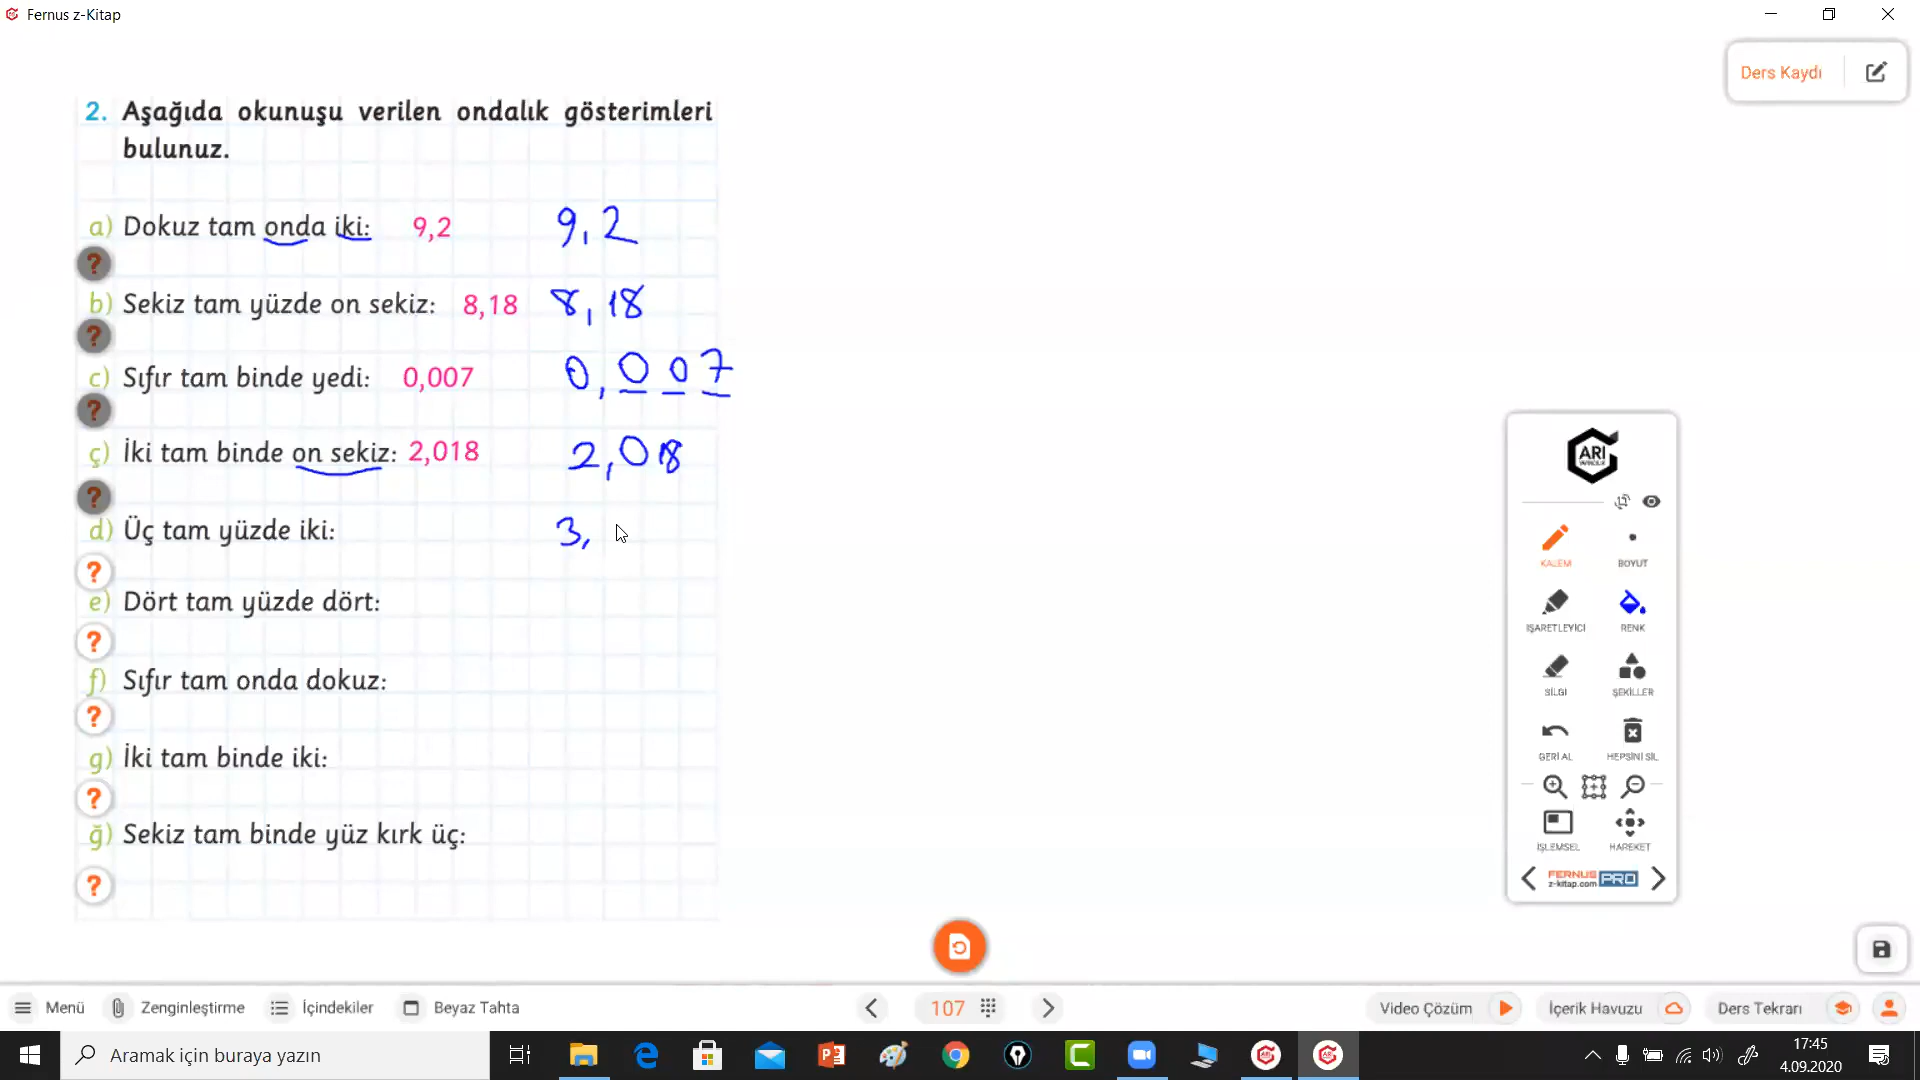 Fernus z-Kitap
Ders Kaydı
2. Aşağıda okunuşu verilen ondalık gösterimleri
bulunuz.
a) Dokuz tam onda iki: 9,2 9,2
?
b) Sekiz tam yüzde on sekiz: 8,18 8,18
?
c) Sıfır tam binde yedi: 0,007 0,007
?
ç) İki tam binde on sekiz: 2,018 2,018
?
d) Üç tam yüzde iki: 3,
?
e) Dört tam yüzde dört:
?
f) Sıfır tam onda dokuz:
?
g) İki tam binde iki:
?
ğ) Sekiz tam binde yüz kırk üç:
?
ARI
YAYINCILIK
KALEM BOYUT
İŞARETLEYİCİ RENK
SİLGİ ŞEKİLLER
GERİ AL HEPSİNİ SİL
İŞLEMSEL HAREKET
FERNUS
z-kitap.com PRO
Menü Zenginleştirme İçindekiler Beyaz Tahta 107 Video Çözüm İçerik Havuzu Ders Tekrarı
Aramak için buraya yazın
17:45
4.09.2020